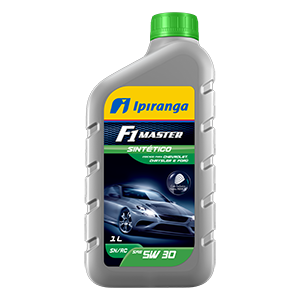 Ipiranga
F1 MASTER
SINTÉTICO
CHEVROLET
CHRYSLER E FORD
1 L
SN/RC
SAE 5W 30